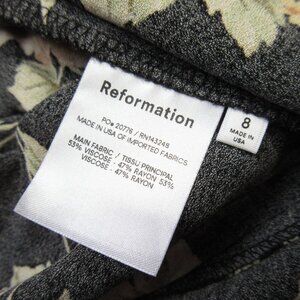 Reformation
PO# 20776 / RN143248
MADE IN USA OF IMPORTED FABRICS
MAIN FABRIC / TISSU PRINCIPAL
53% VISCOSE - 47% RAYON 53%
VISCOSE - 47% RAYON
8
MADE IN
USA